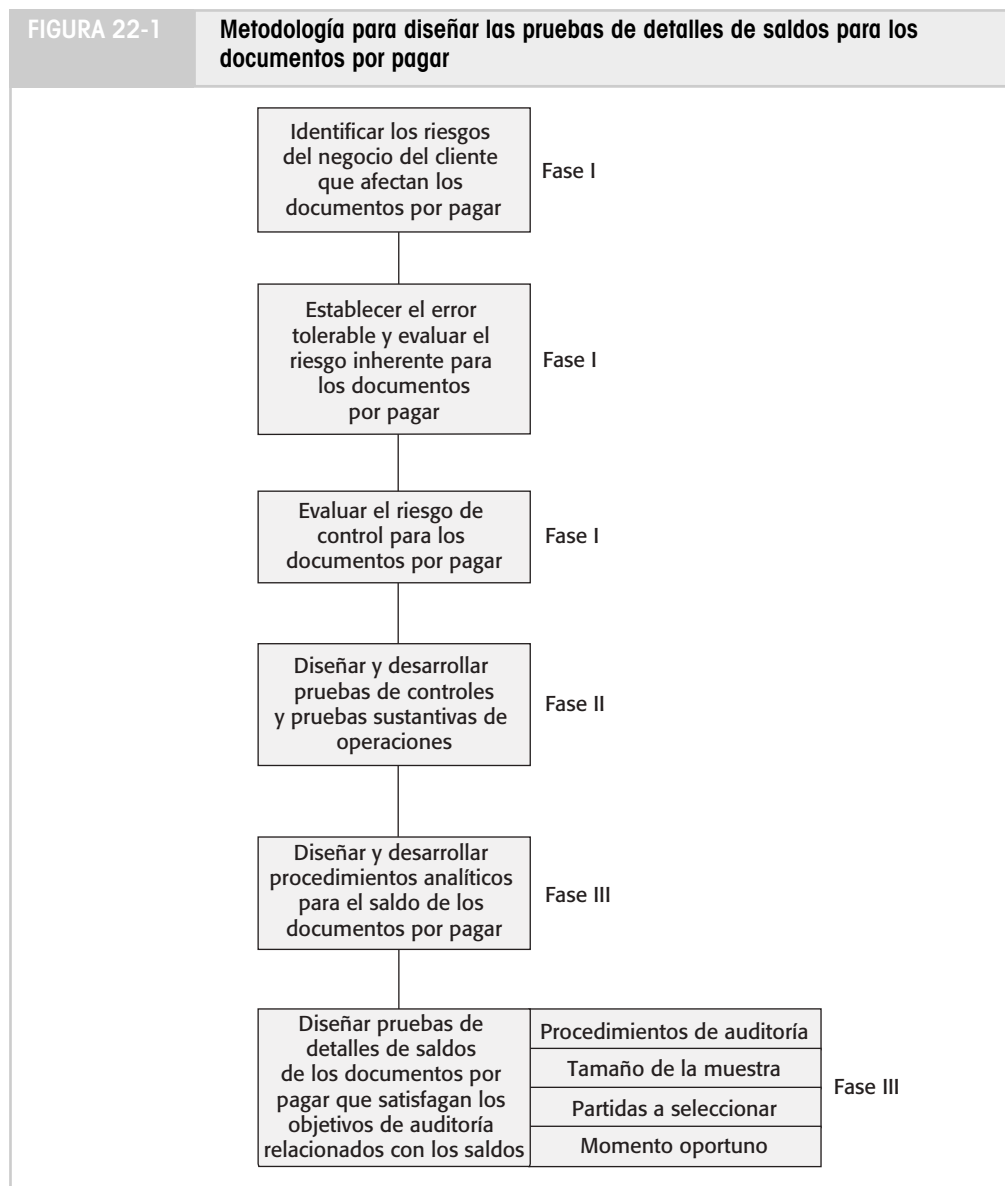 FIGURA 22-1
Metodología para diseñar las pruebas de detalles de saldos para los
documentos por pagar
Identificar los riesgos
del negocio del cliente
que afectan los
documentos por pagar
Fase I
Establecer el error
tolerable y evaluar el
riesgo inherente para
los documentos
por pagar
Fase I
Evaluar el riesgo de
control para los
documentos por pagar
Fase I
Diseñar y desarrollar
pruebas de controles
y pruebas sustantivas de
operaciones
Fase II
Diseñar y desarrollar
procedimientos analíticos
para el saldo de los
documentos por pagar
Fase III
Diseñar pruebas de
detalles de saldos
de los documentos por
pagar que satisfagan los
objetivos de auditoría
relacionados con los saldos
Procedimientos de auditoría
Tamaño de la muestra
Partidas a seleccionar
Momento oportuno
Fase III